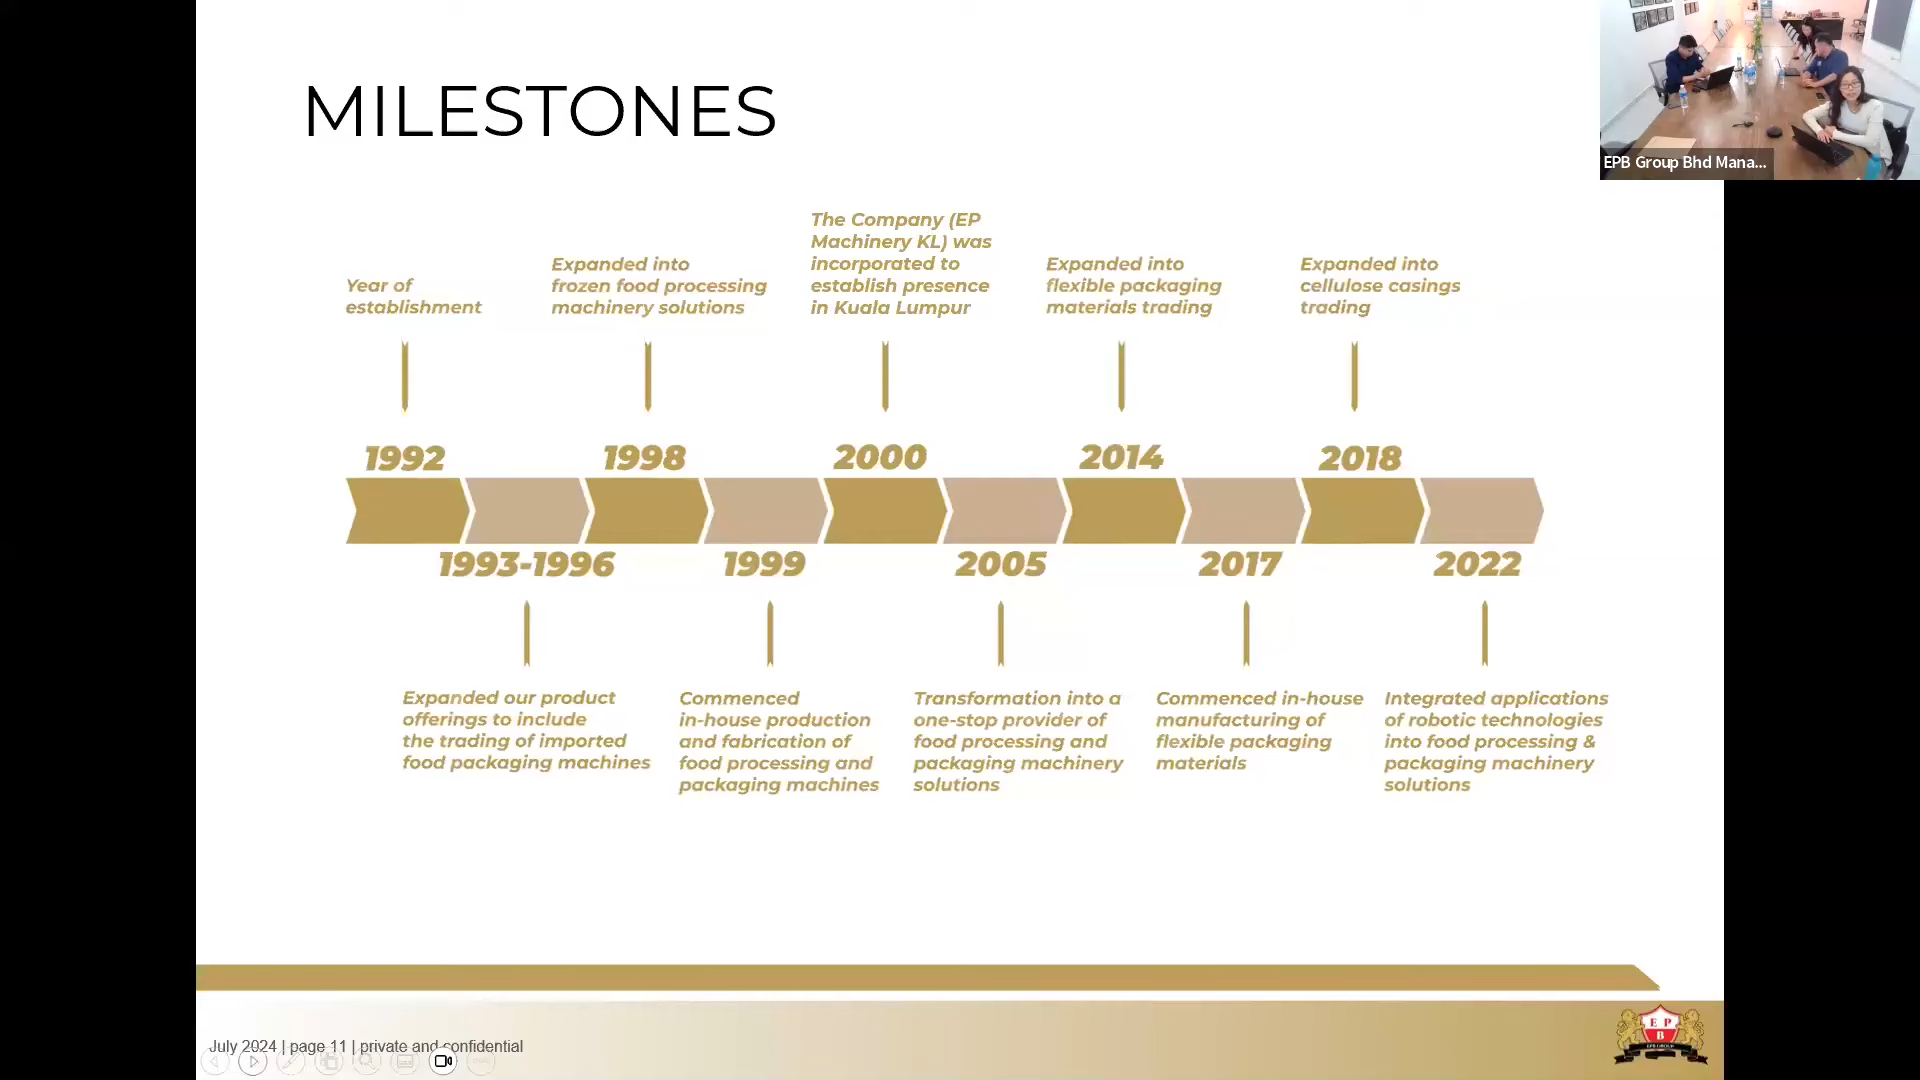 MILESTONES
EPB Group Bhd Mana...
Year of
establishment
Expanded into
frozen food processing
machinery solutions
The Company (EP
Machinery KL) was
incorporated to
establish presence
in Kuala Lumpur
Expanded into
flexible packaging
materials trading
Expanded into
cellulose casings
trading
1992
1998
2000
2014
2018
1993-1996
1999
2005
2017
2022
Expanded our product
offerings to include
the trading of imported
food packaging machines
Commenced
in-house production
and fabrication of
food processing and
packaging machines
Transformation into a
one-stop provider of
food processing and
packaging machinery
solutions
Commenced in-house
manufacturing of
flexible packaging
materials
Integrated applications
of robotic technologies
into food processing &
packaging machinery
solutions
July 2024 | page 11 | private and confidential
E P
B
EPB GROUP